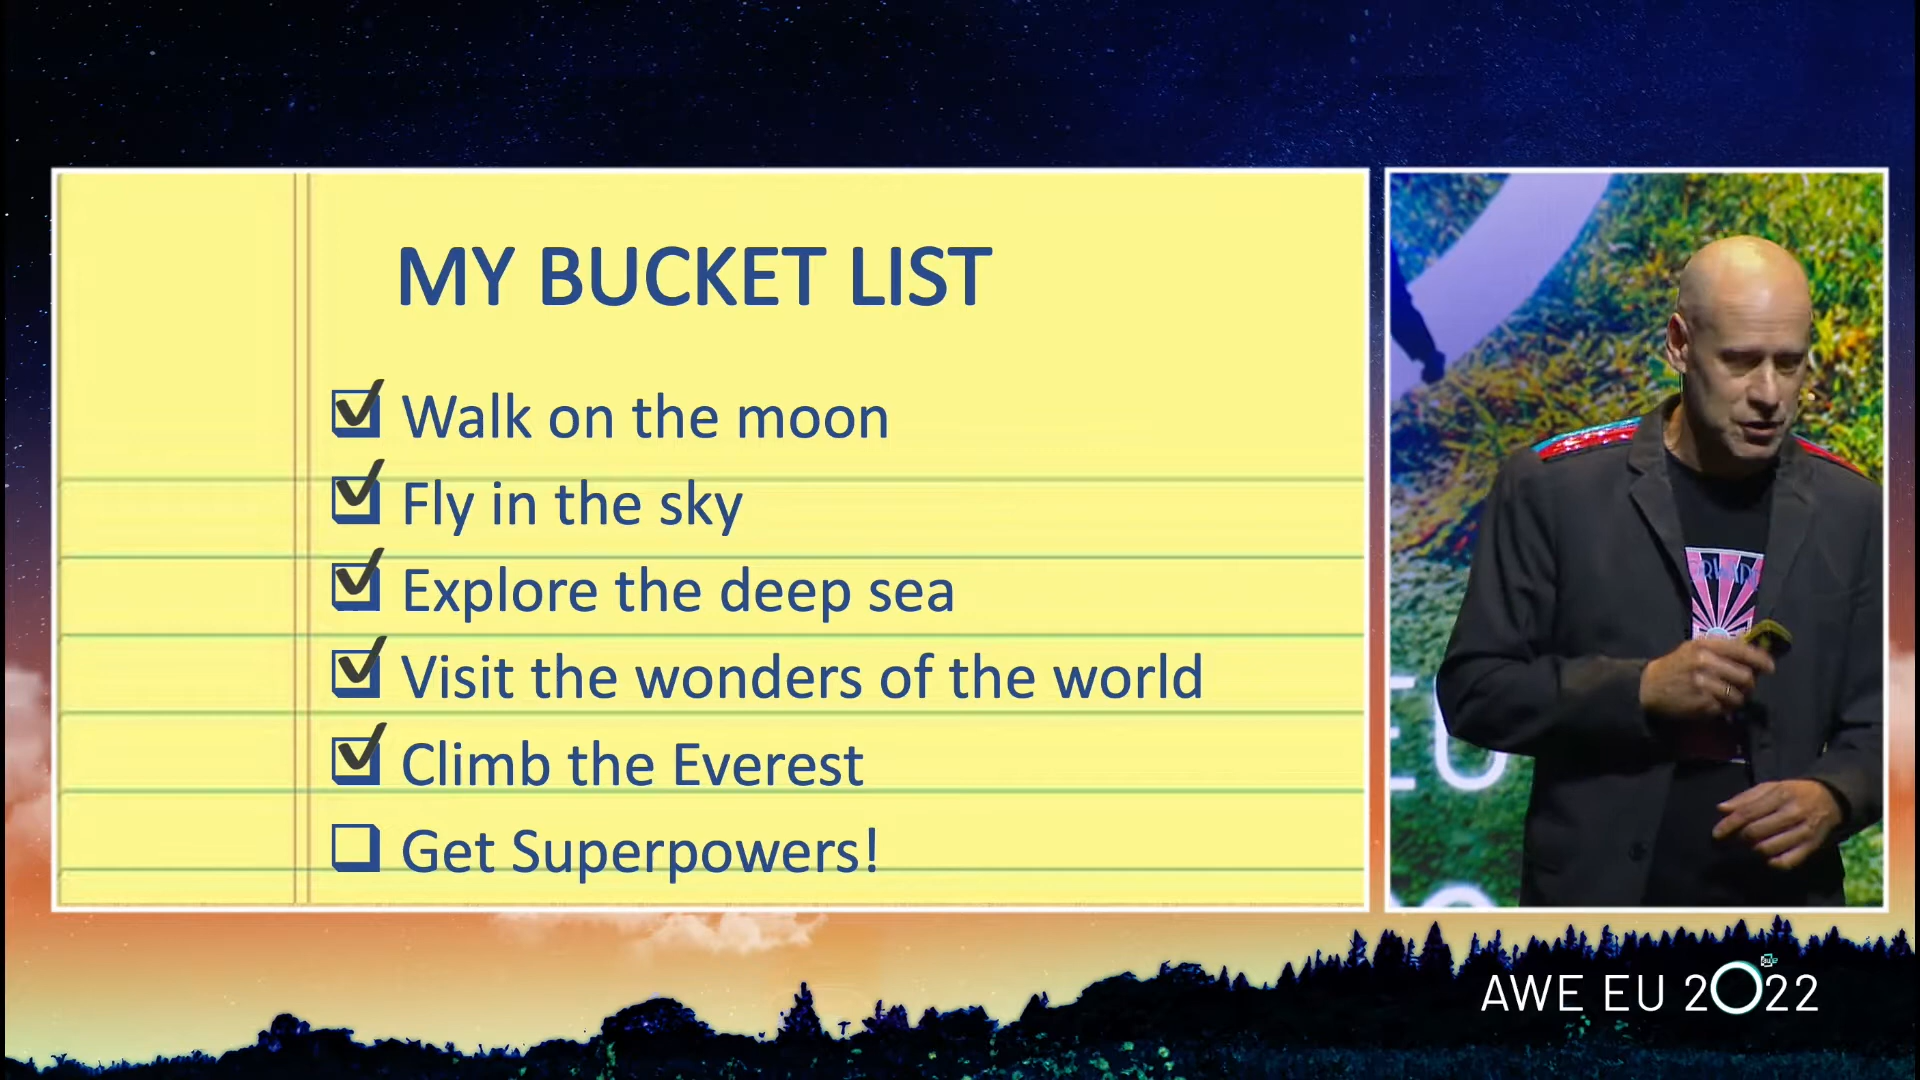 MY BUCKET LIST
Walk on the moon
Fly in the sky
Explore the deep sea
Visit the wonders of the world
Climb the Everest
Get Superpowers!
EU
AWE EU 2022